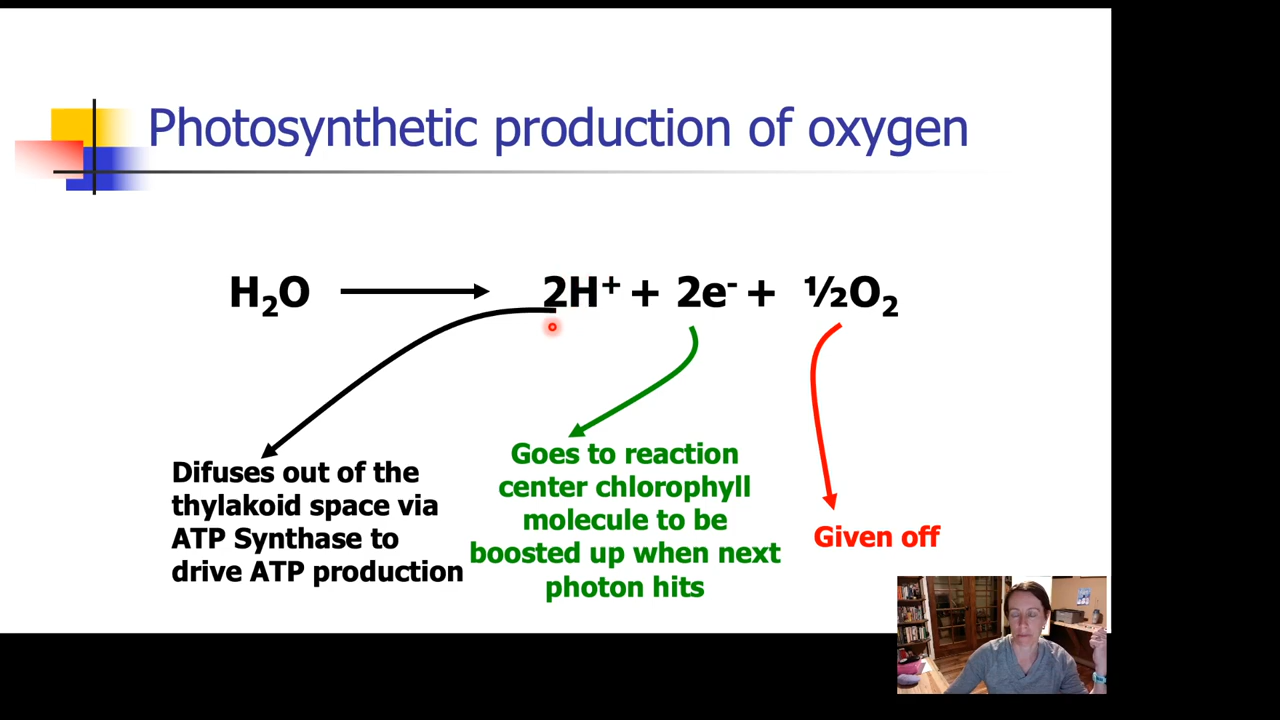 Photosynthetic production of oxygen
H₂O 2H⁺ + 2e⁻ + ½O₂
Difuses out of the
thylakoid space via
ATP Synthase to
drive ATP production
Goes to reaction
center chlorophyll
molecule to be
boosted up when next
photon hits
Given off